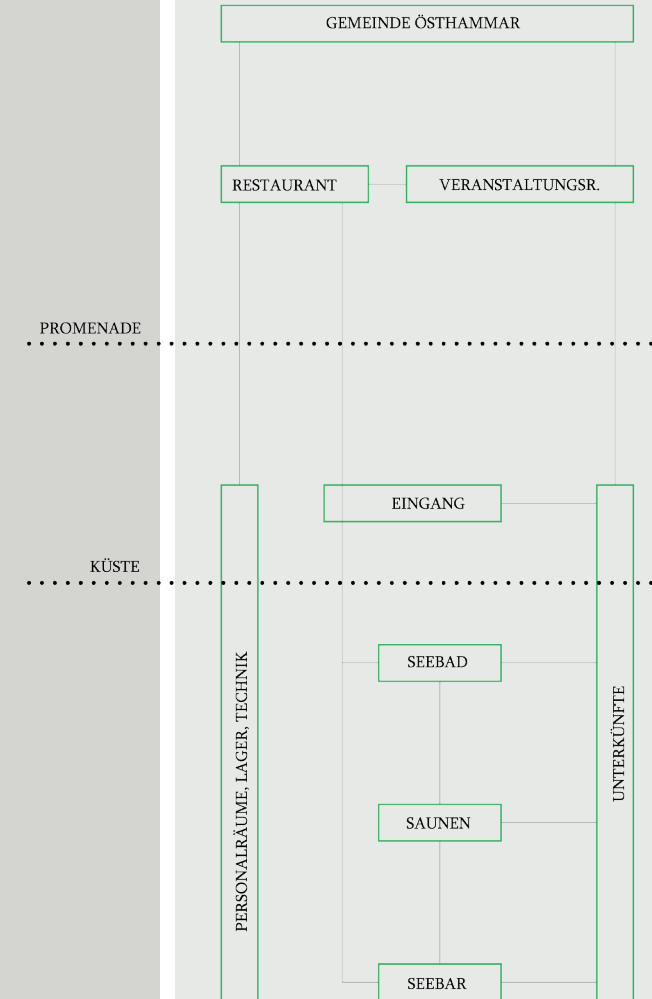 GEMEINDE ÖSTHAMMAR
RESTAURANT
VERANSTALTUNGSR.
PROMENADE
EINGANG
KÜSTE
PERSONALRÄUME, LAGER, TECHNIK
SEEBAD
UNTERKÜNFTE
SAUNEN
SEEBAR